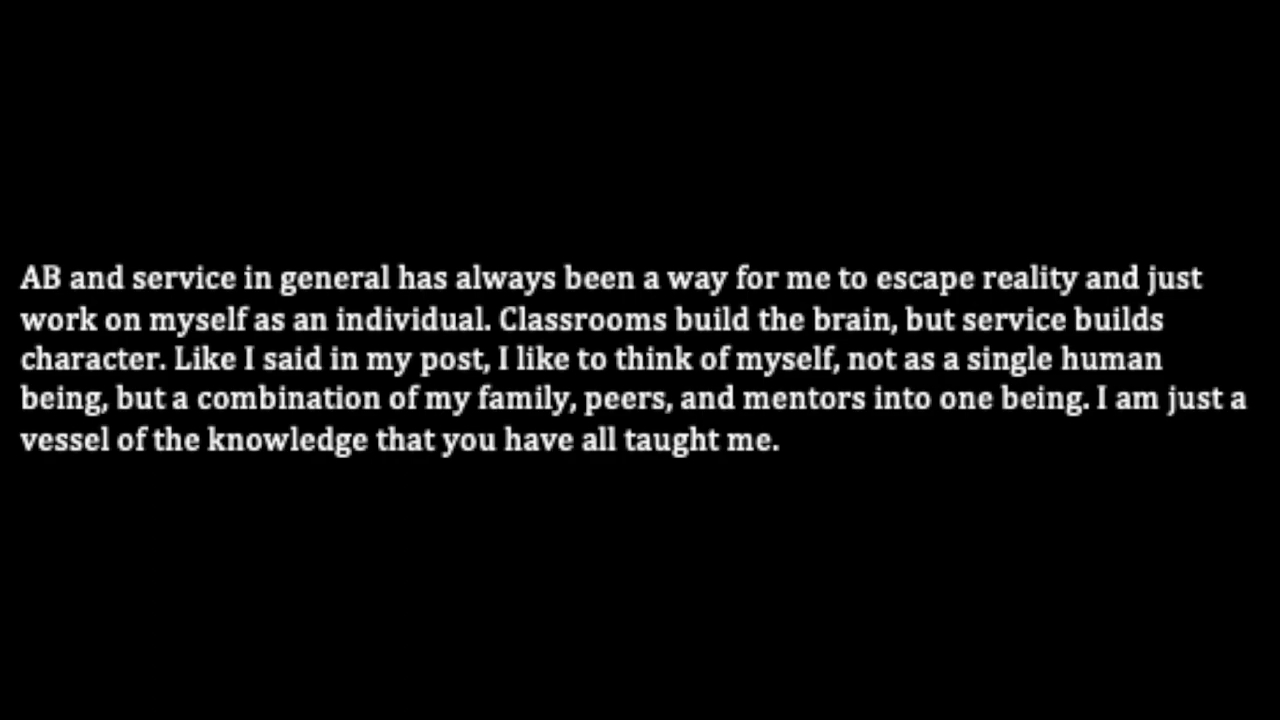 AB and service in general has always been a way for me to escape reality and just
work on myself as an individual. Classrooms build the brain, but service builds
character. Like I said in my post, I like to think of myself, not as a single human
being, but a combination of my family, peers, and mentors into one being. I am just a
vessel of the knowledge that you have all taught me.